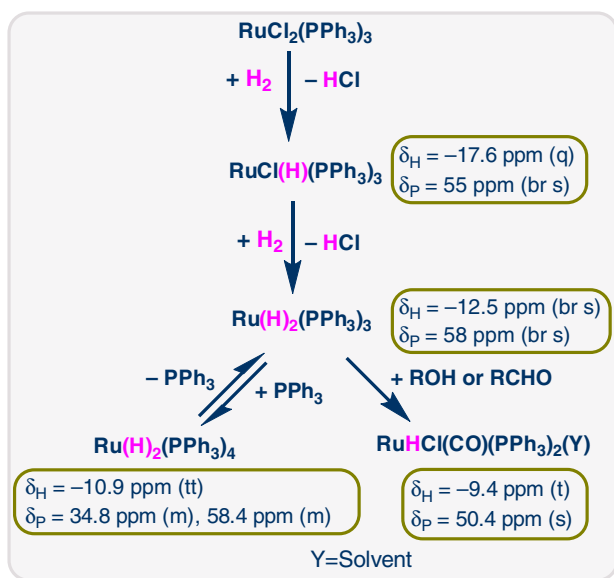 RuCl₂(PPh₃)₃
+ H₂ – HCl
RuCl(H)(PPh₃)₃
δH = –17.6 ppm (q)
δP = 55 ppm (br s)
+ H₂ – HCl
Ru(H)₂(PPh₃)₃
δH = –12.5 ppm (br s)
δP = 58 ppm (br s)
– PPh₃ + PPh₃
+ ROH or RCHO
Ru(H)₂(PPh₃)₄
RuHCl(CO)(PPh₃)₂(Y)
δH = –10.9 ppm (tt)
δP = 34.8 ppm (m), 58.4 ppm (m)
δH = –9.4 ppm (t)
δP = 50.4 ppm (s)
Y=Solvent